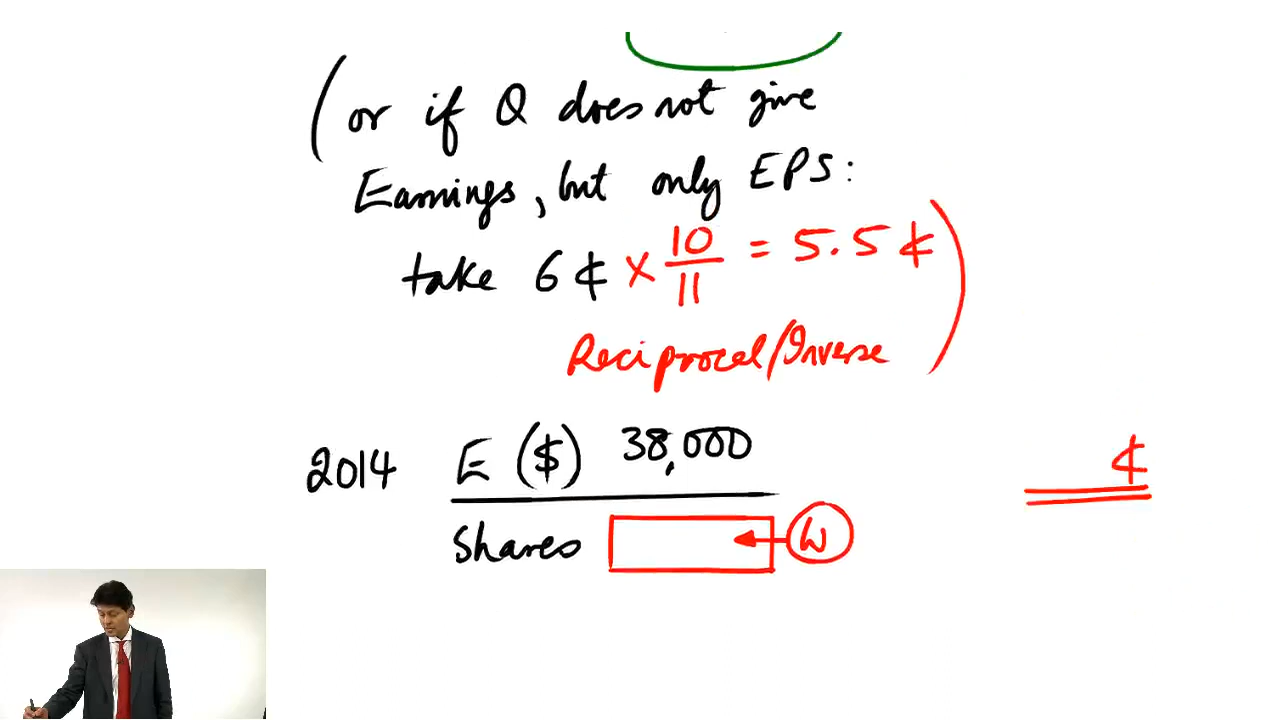 (or if Q does not give
Earnings, but only EPS:
take 6¢ × 10/11 = 5.5¢)
Reciprocal/Inverse
2014 E ($) 38,000 ¢
Shares W